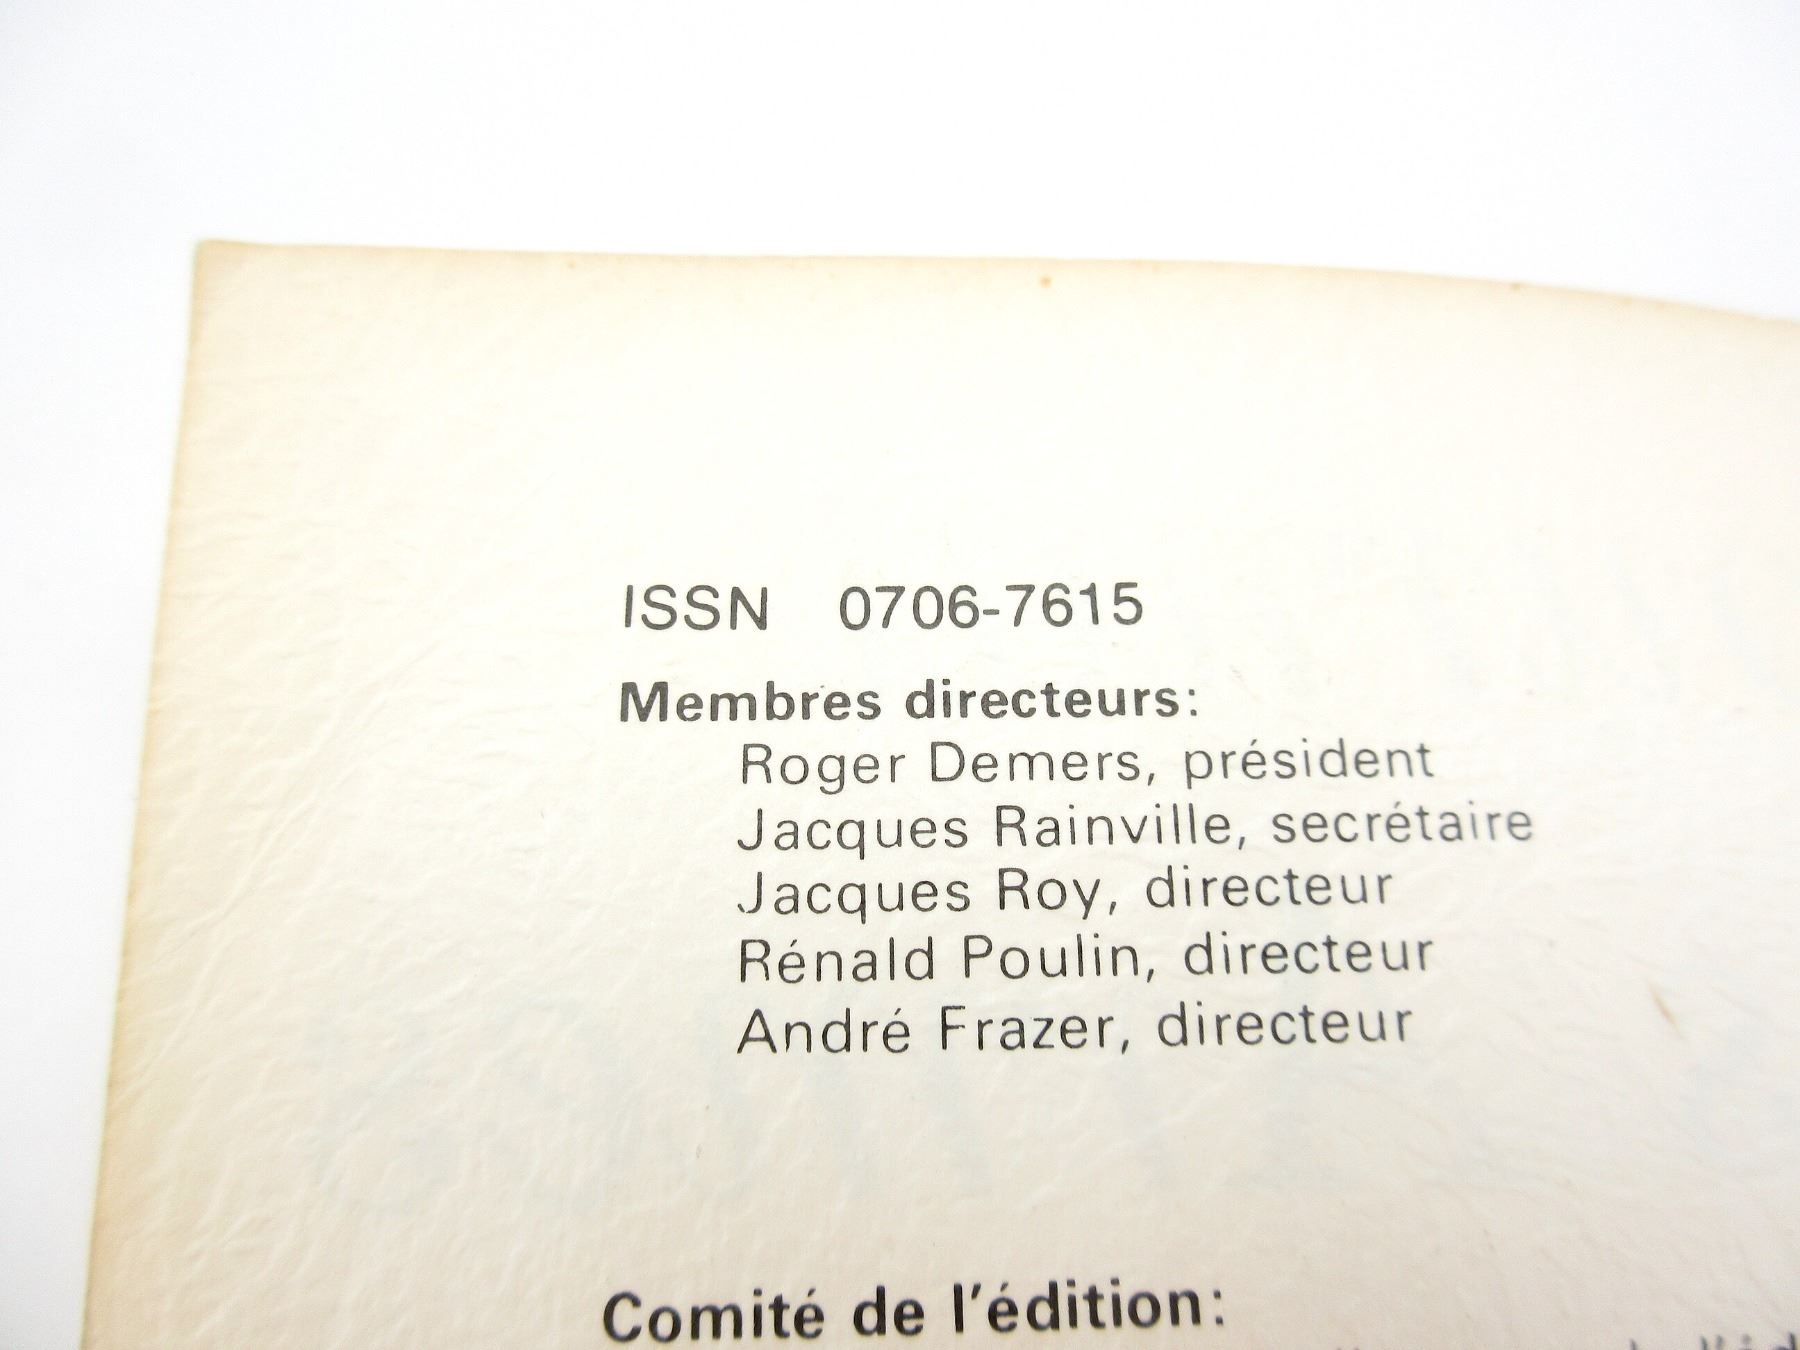 ISSN 0706-7615
Membres directeurs:
Roger Demers, président
Jacques Rainville, secrétaire
Jacques Roy, directeur
Rénald Poulin, directeur
André Frazer, directeur
Comité de l'édition: